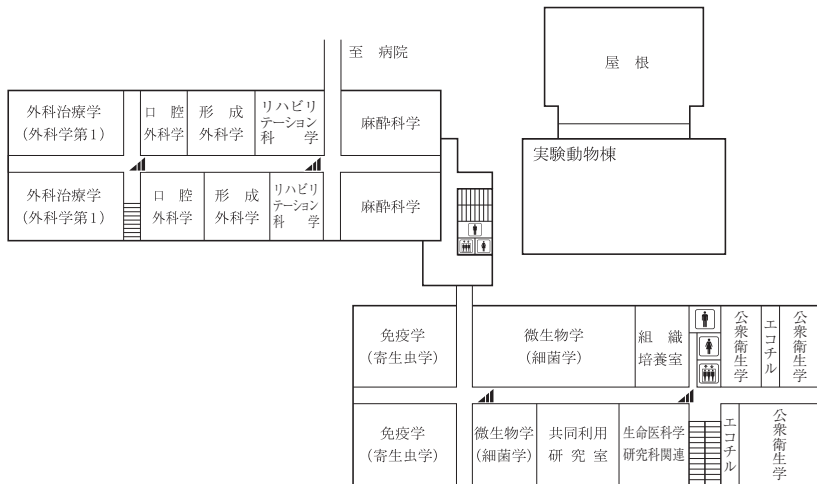 至 病院
屋 根
外科治療学
(外科学第1)
口 腔
外科学
形 成
外科学
リハビリ
テーション
科 学
麻酔科学
実験動物棟
外科治療学
(外科学第1)
口 腔
外科学
形 成
外科学
リハビリ
テーション
科 学
麻酔科学
免疫学
(寄生虫学)
微生物学
(細菌学)
組 織
培養室
公衆衛生学
エコチル
公衆衛生学
免疫学
(寄生虫学)
微生物学
(細菌学)
共同利用
研 究 室
生命医科学
研究科関連
エコチル
公衆衛生学